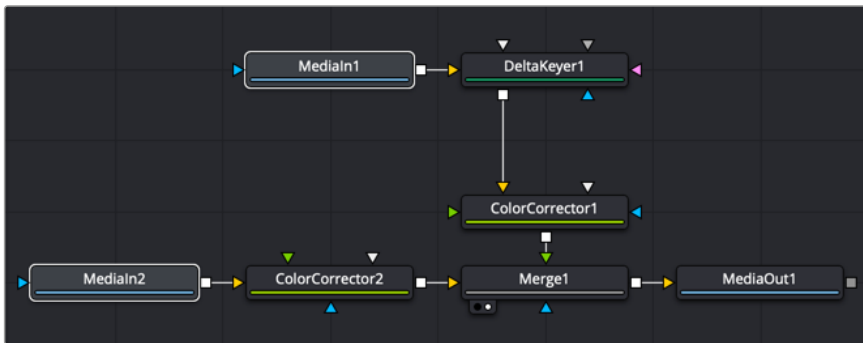 MediaIn1
DeltaKeyer1
ColorCorrector1
MediaIn2
ColorCorrector2
Merge1
MediaOut1